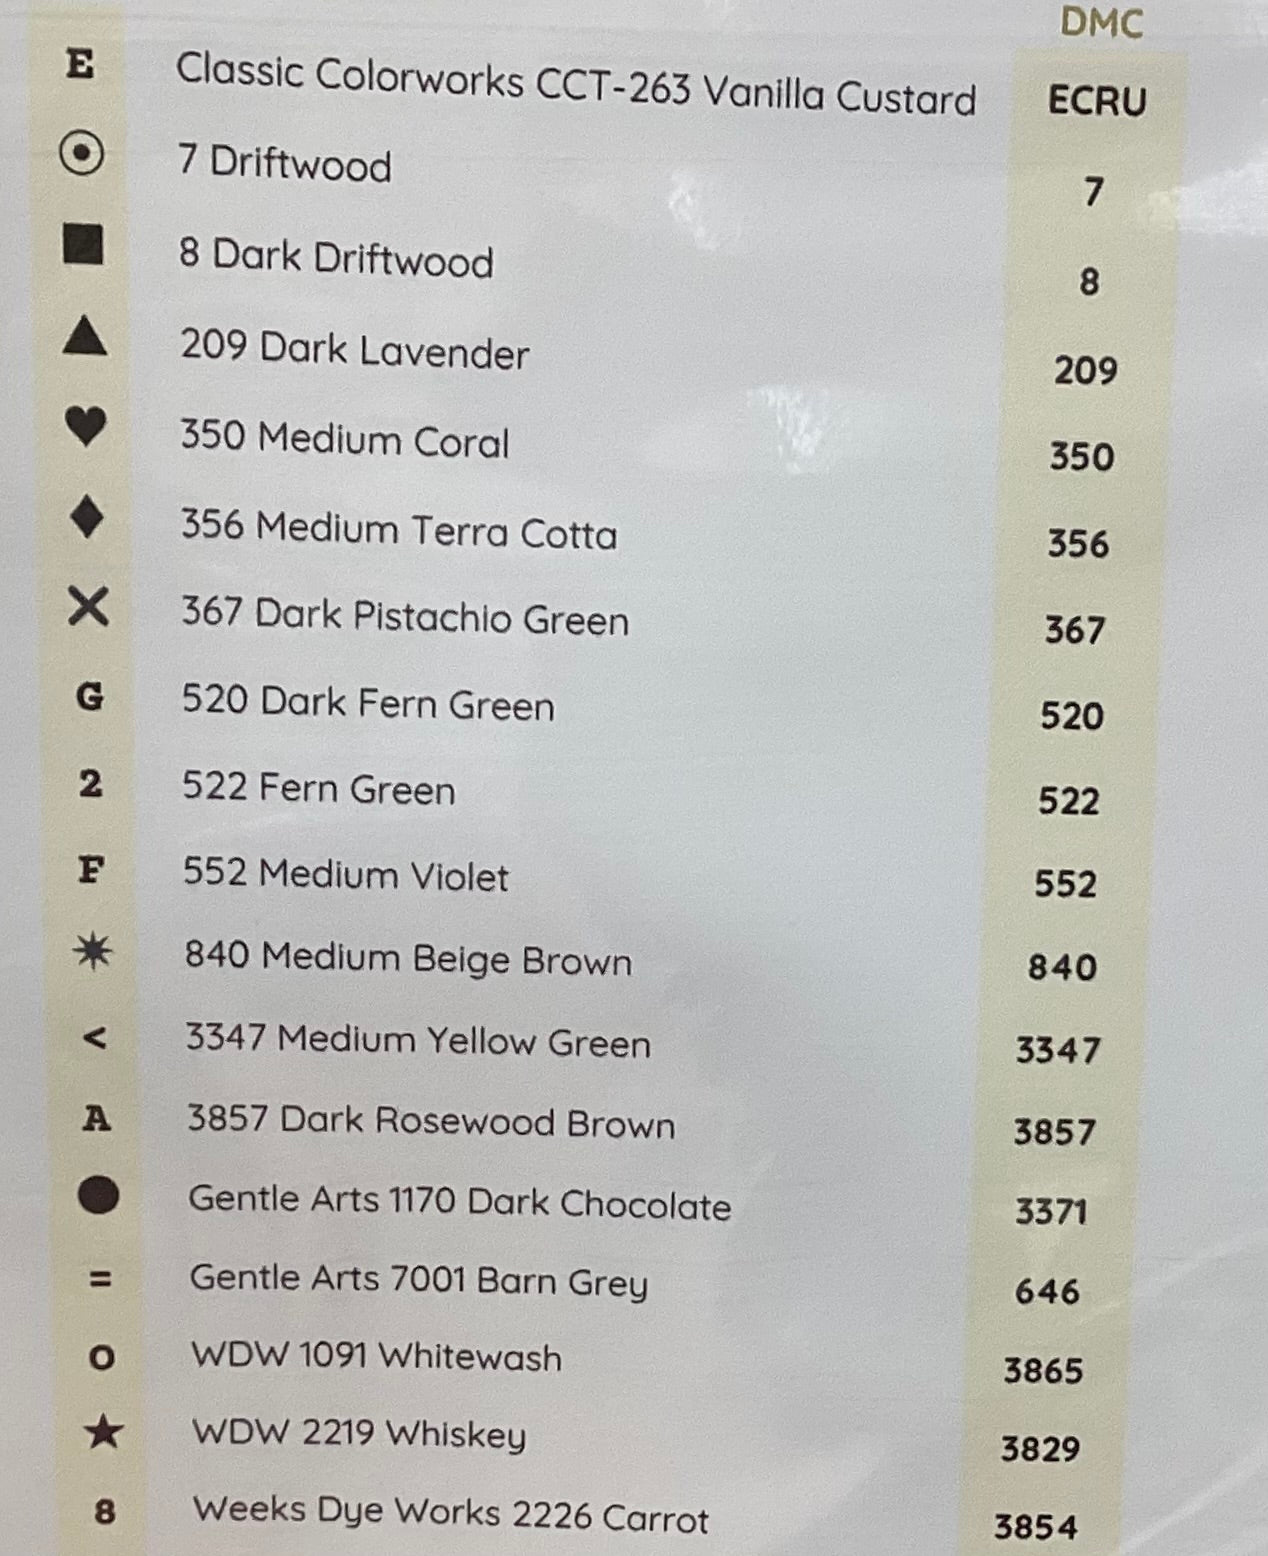 DMC
E Classic Colorworks CCT-263 Vanilla Custard ECRU
7 Driftwood 7
8 Dark Driftwood 8
209 Dark Lavender 209
350 Medium Coral 350
356 Medium Terra Cotta 356
367 Dark Pistachio Green 367
G 520 Dark Fern Green 520
2 522 Fern Green 522
F 552 Medium Violet 552
840 Medium Beige Brown 840
< 3347 Medium Yellow Green 3347
A 3857 Dark Rosewood Brown 3857
Gentle Arts 1170 Dark Chocolate 3371
= Gentle Arts 7001 Barn Grey 646
o WDW 1091 Whitewash 3865
WDW 2219 Whiskey 3829
8 Weeks Dye Works 2226 Carrot 3854